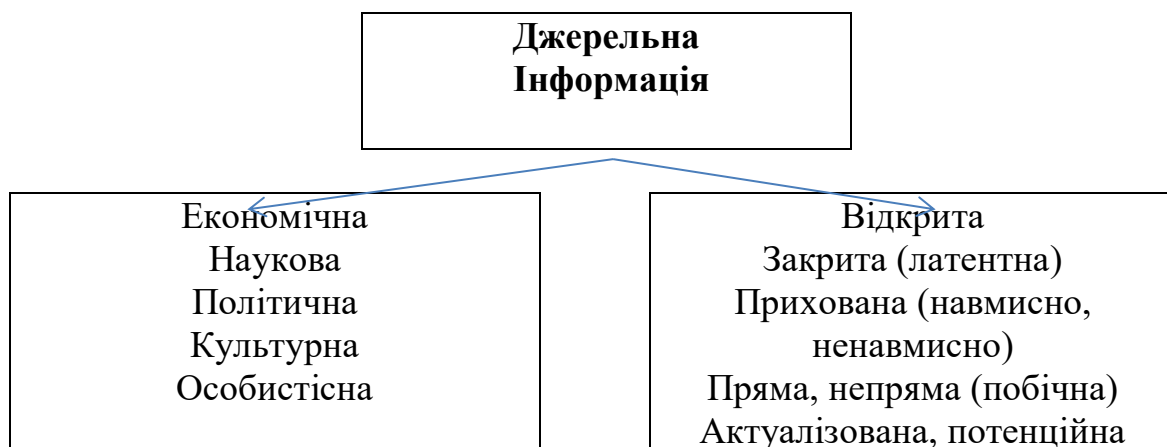 Джерельна
Інформація
Економічна
Наукова
Політична
Культурна
Особистісна
Відкрита
Закрита (латентна)
Прихована (навмисно,
ненавмисно)
Пряма, непряма (побічна)
Актуалізована, потенційна